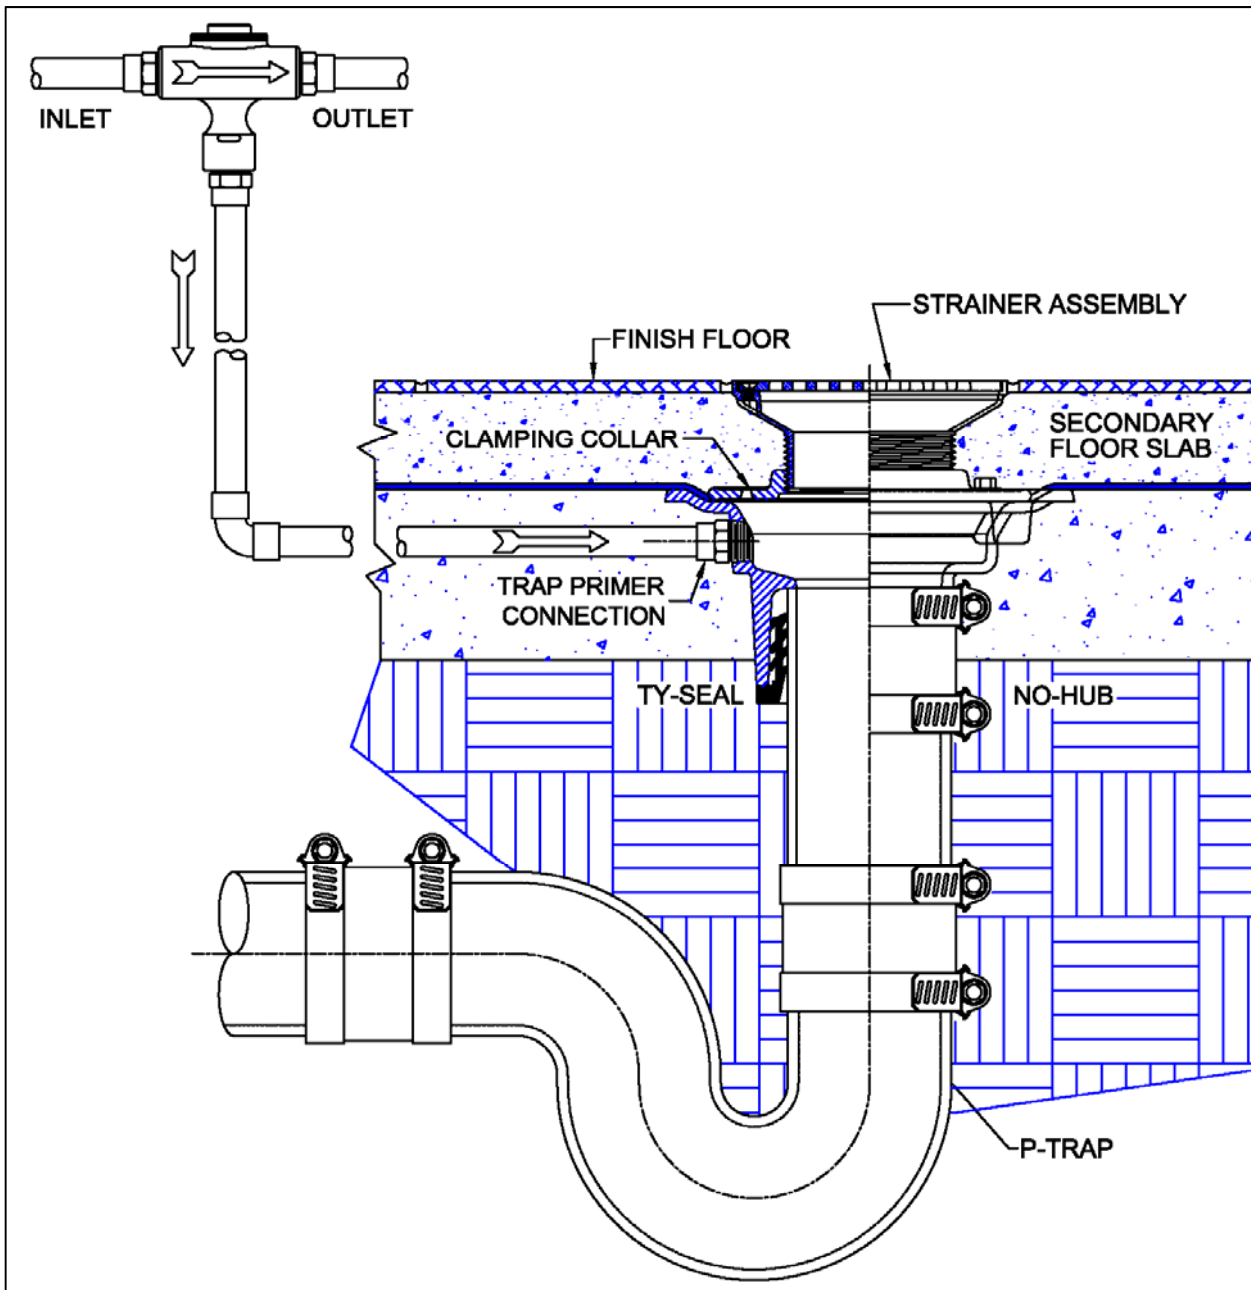 INLET
OUTLET
STRAINER ASSEMBLY
FINISH FLOOR
SECONDARY
FLOOR SLAB
CLAMPING COLLAR
TRAP PRIMER
CONNECTION
TY-SEAL
NO-HUB
P-TRAP